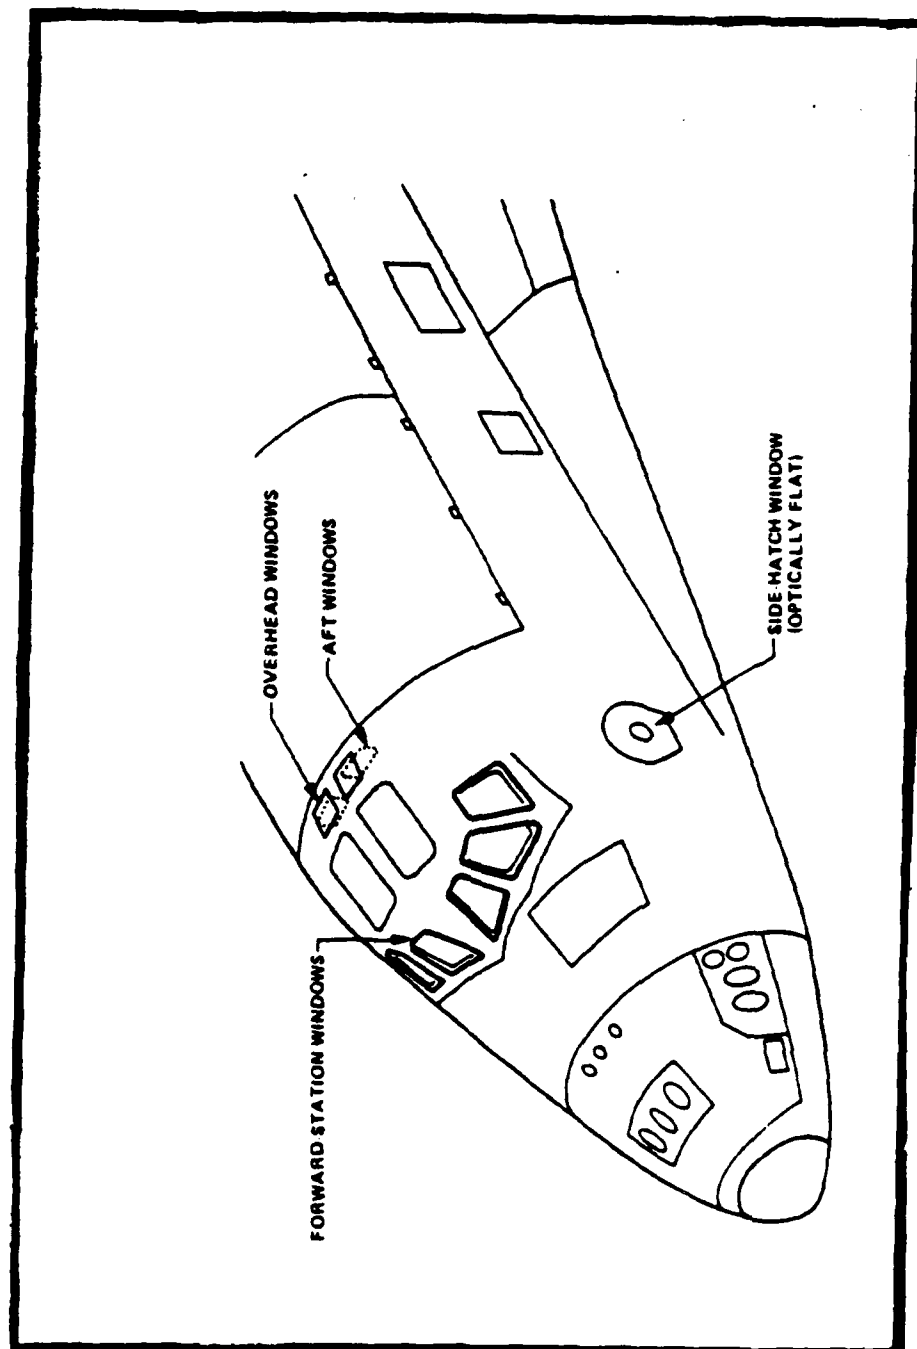 OVERHEAD WINDOWS
AFT WINDOWS
FORWARD-STATION WINDOWS
SIDE-HATCH WINDOW
(OPTICALLY FLAT)